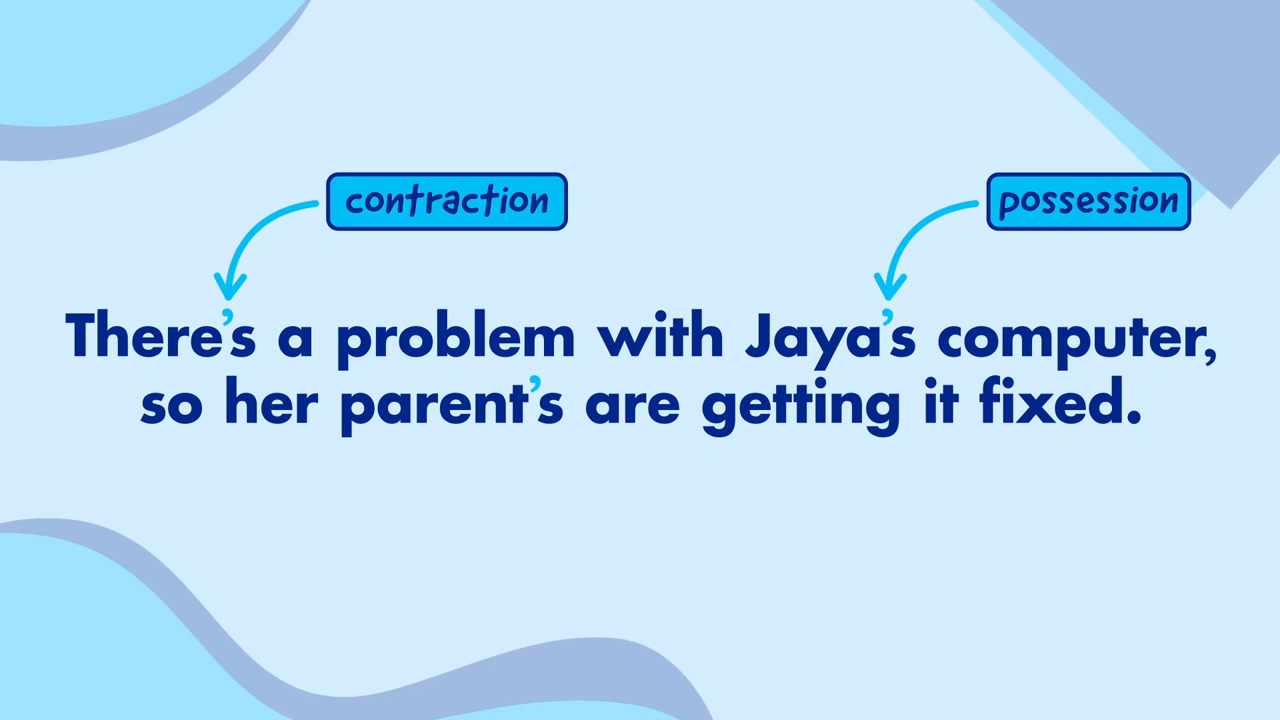 contraction
possession
There’s a problem with Jaya’s computer,
so her parent’s are getting it fixed.